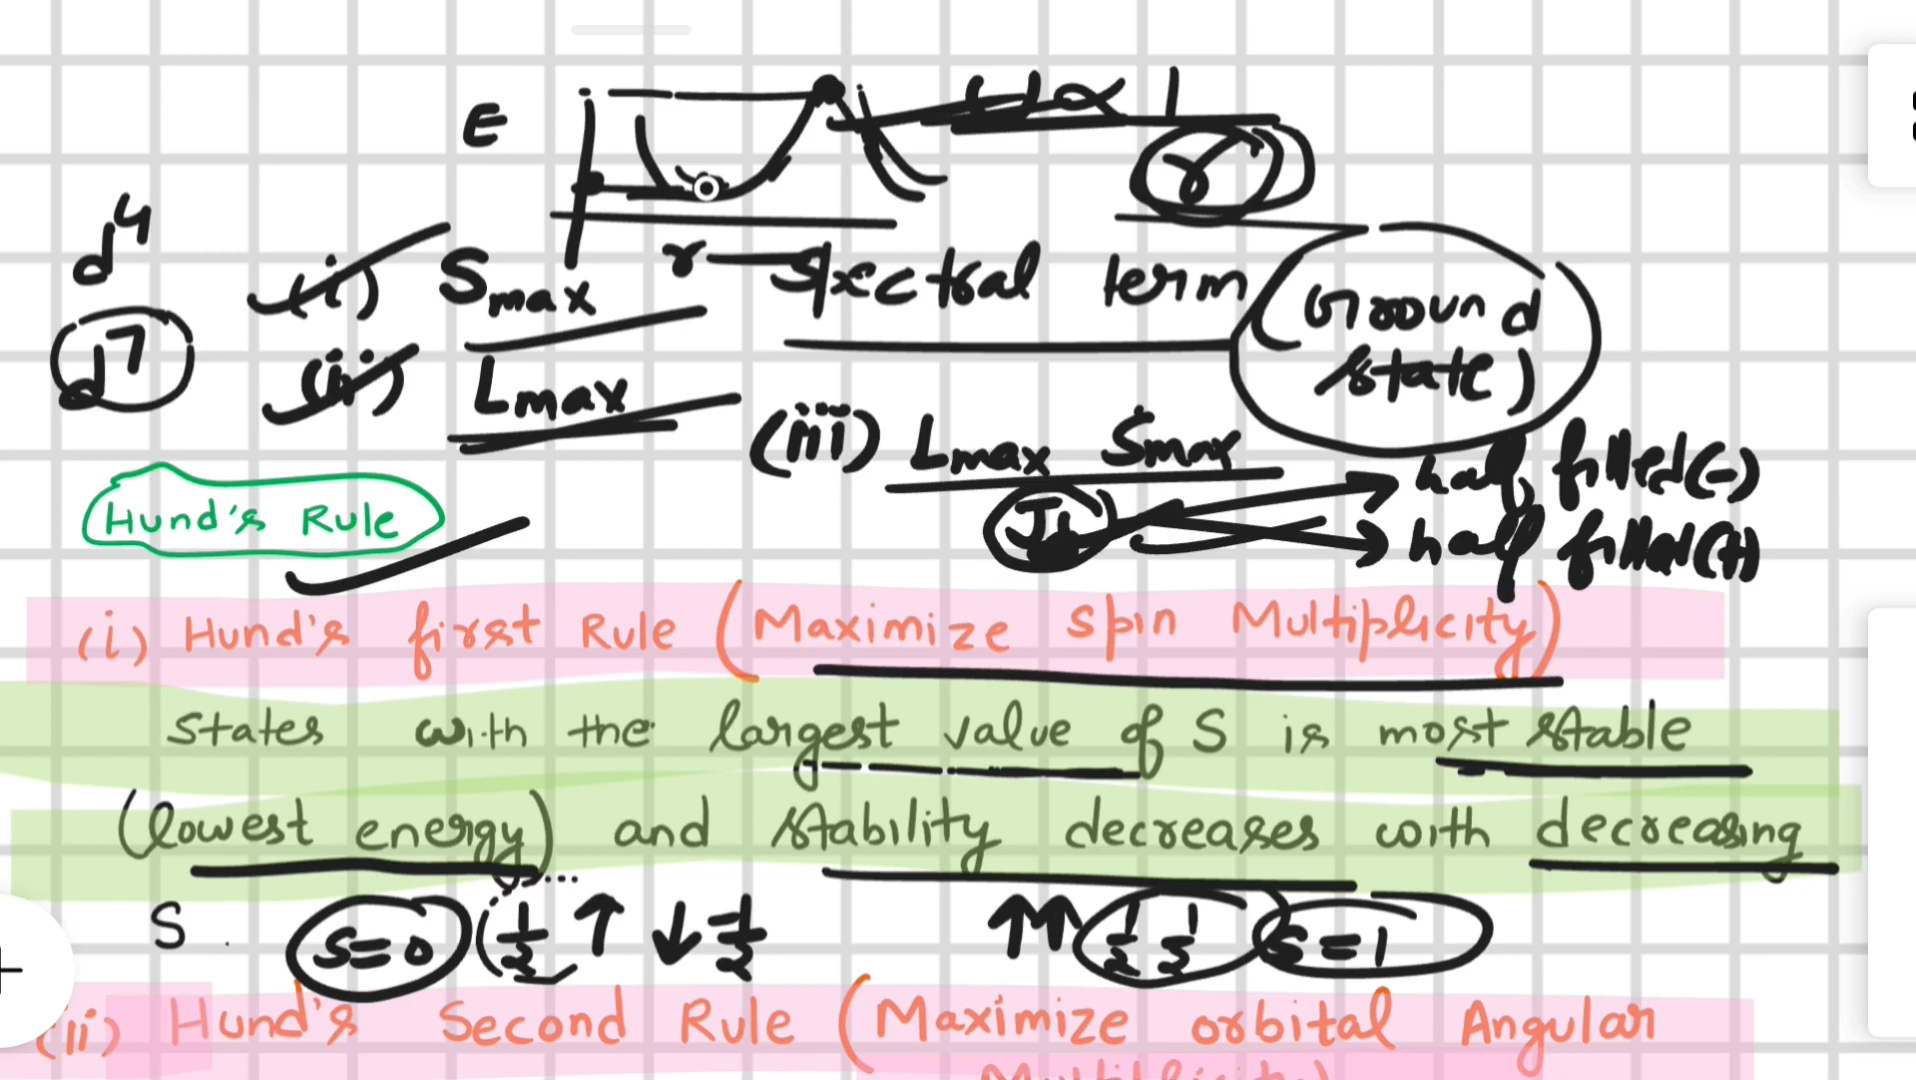 E
U ∝ 1
r
d⁴
(i) Smax r Spectral term (Ground
state)
d⁷
(ii) Lmax
(iii) Lmax Smax
half filled(-)
Hund's Rule
J
half filled(+)
(i) Hund's first Rule (Maximize spin Multiplicity)
States with the largest value of S is most stable
(lowest energy) and stability decreases with decreasing
S. S=0 (½ ↑ ↓ -½ ↑↑ ½ ½ S=1
(ii) Hund's Second Rule (Maximize orbital Angular
Multiplicity)